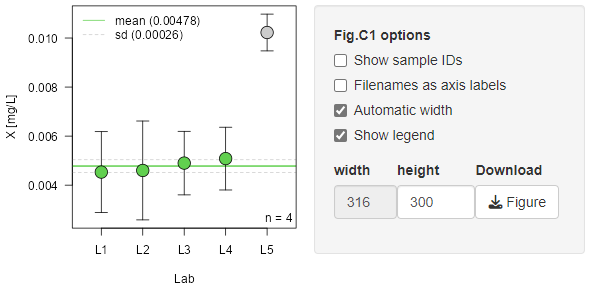 mean (0.00478)
sd (0.00026)
0.010
0.008
0.006
0.004
X [mg/L]
n = 4
L1 L2 L3 L4 L5
Lab
Fig.C1 options
Show sample IDs
Filenames as axis labels
Automatic width
Show legend
width height Download
316 300 Figure